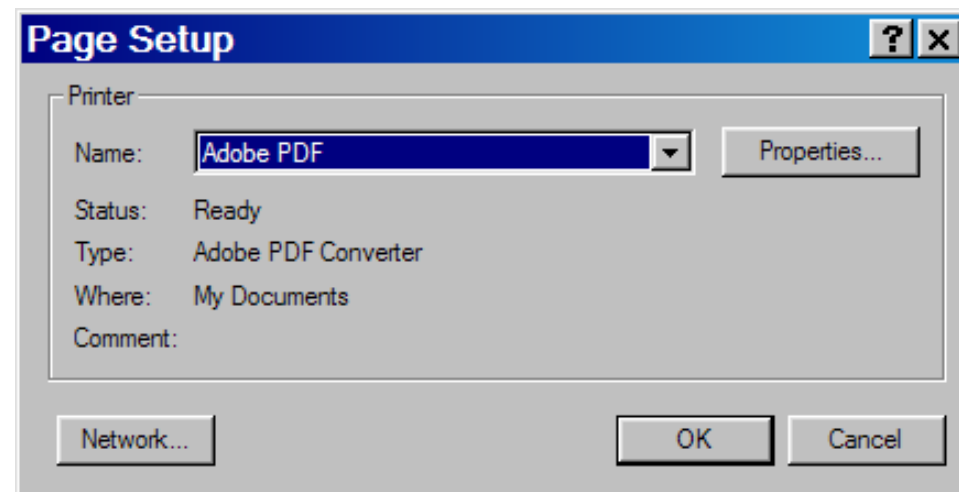 Page Setup
Printer
Name: Adobe PDF Properties...
Status: Ready
Type: Adobe PDF Converter
Where: My Documents
Comment:
Network... OK Cancel